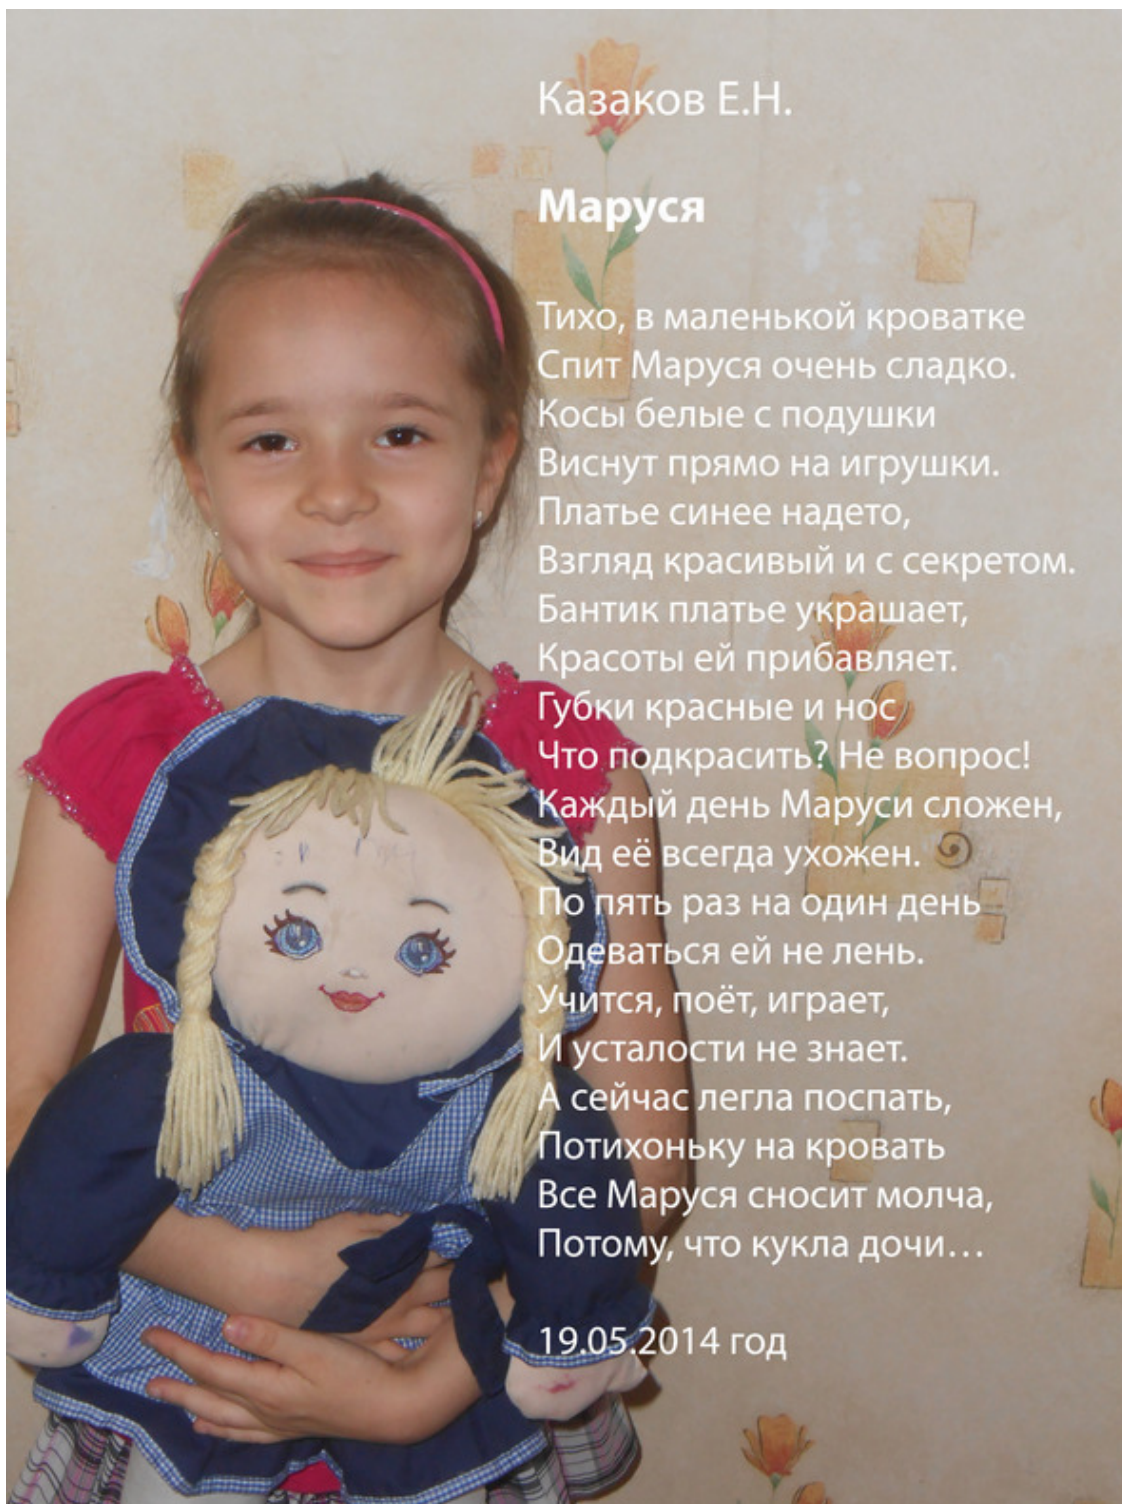 Казаков Е.Н.
Маруся
Тихо, в маленькой кроватке
Спит Маруся очень сладко.
Косы белые с подушки
Виснут прямо на игрушки.
Платье синее надето,
Взгляд красивый и с секретом.
Бантик платье украшает,
Красоты ей прибавляет.
Губки красные и нос
Что подкрасить? Не вопрос!
Каждый день Маруси сложен,
Вид её всегда ухожен.
По пять раз на один день
Одеваться ей не лень.
Учится, поёт, играет,
И усталости не знает.
А сейчас легла поспать,
Потихоньку на кровать
Все Маруся сносит молча,
Потому, что кукла дочи...
19.05.2014 год